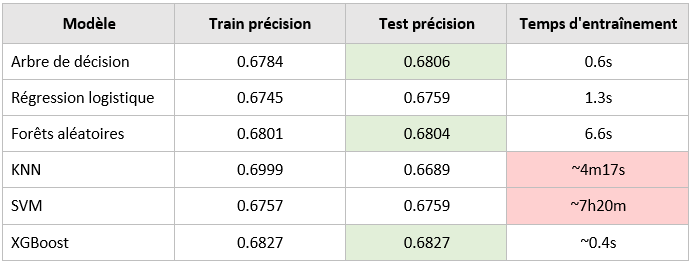 Modèle Train précision Test précision Temps d'entraînement
Arbre de décision 0.6784 0.6806 0.6s
Régression logistique 0.6745 0.6759 1.3s
Forêts aléatoires 0.6801 0.6804 6.6s
KNN 0.6999 0.6689 ~4m17s
SVM 0.6757 0.6759 ~7h20m
XGBoost 0.6827 0.6827 ~0.4s